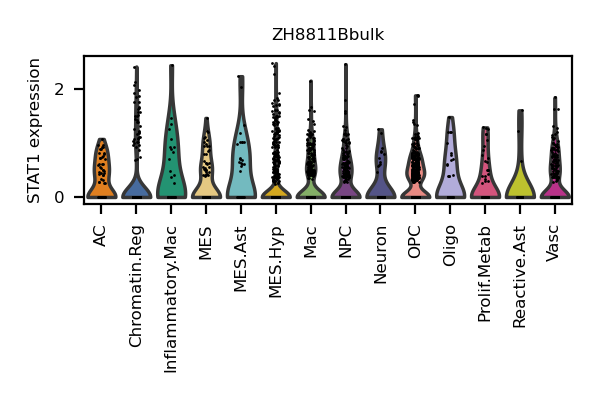 ZH8811Bbulk
STAT1 expression
2
0
AC
Chromatin.Reg
Inflammatory.Mac
MES
MES.Ast
MES.Hyp
Mac
NPC
Neuron
OPC
Oligo
Prolif.Metab
Reactive.Ast
Vasc